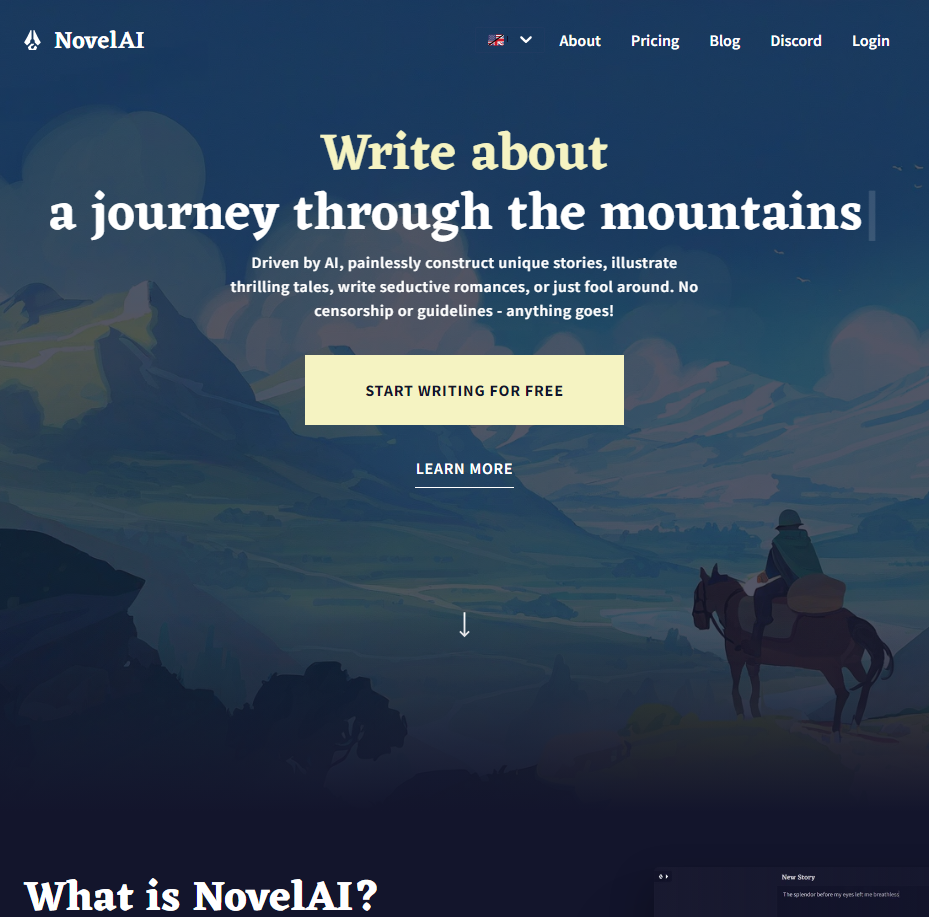 NovelAI
About Pricing Blog Discord Login
Write about
a journey through the mountains
Driven by AI, painlessly construct unique stories, illustrate
thrilling tales, write seductive romances, or just fool around. No
censorship or guidelines - anything goes!
START WRITING FOR FREE
LEARN MORE
What is NovelAI?
New Story
The splendor before my eyes left me breathless